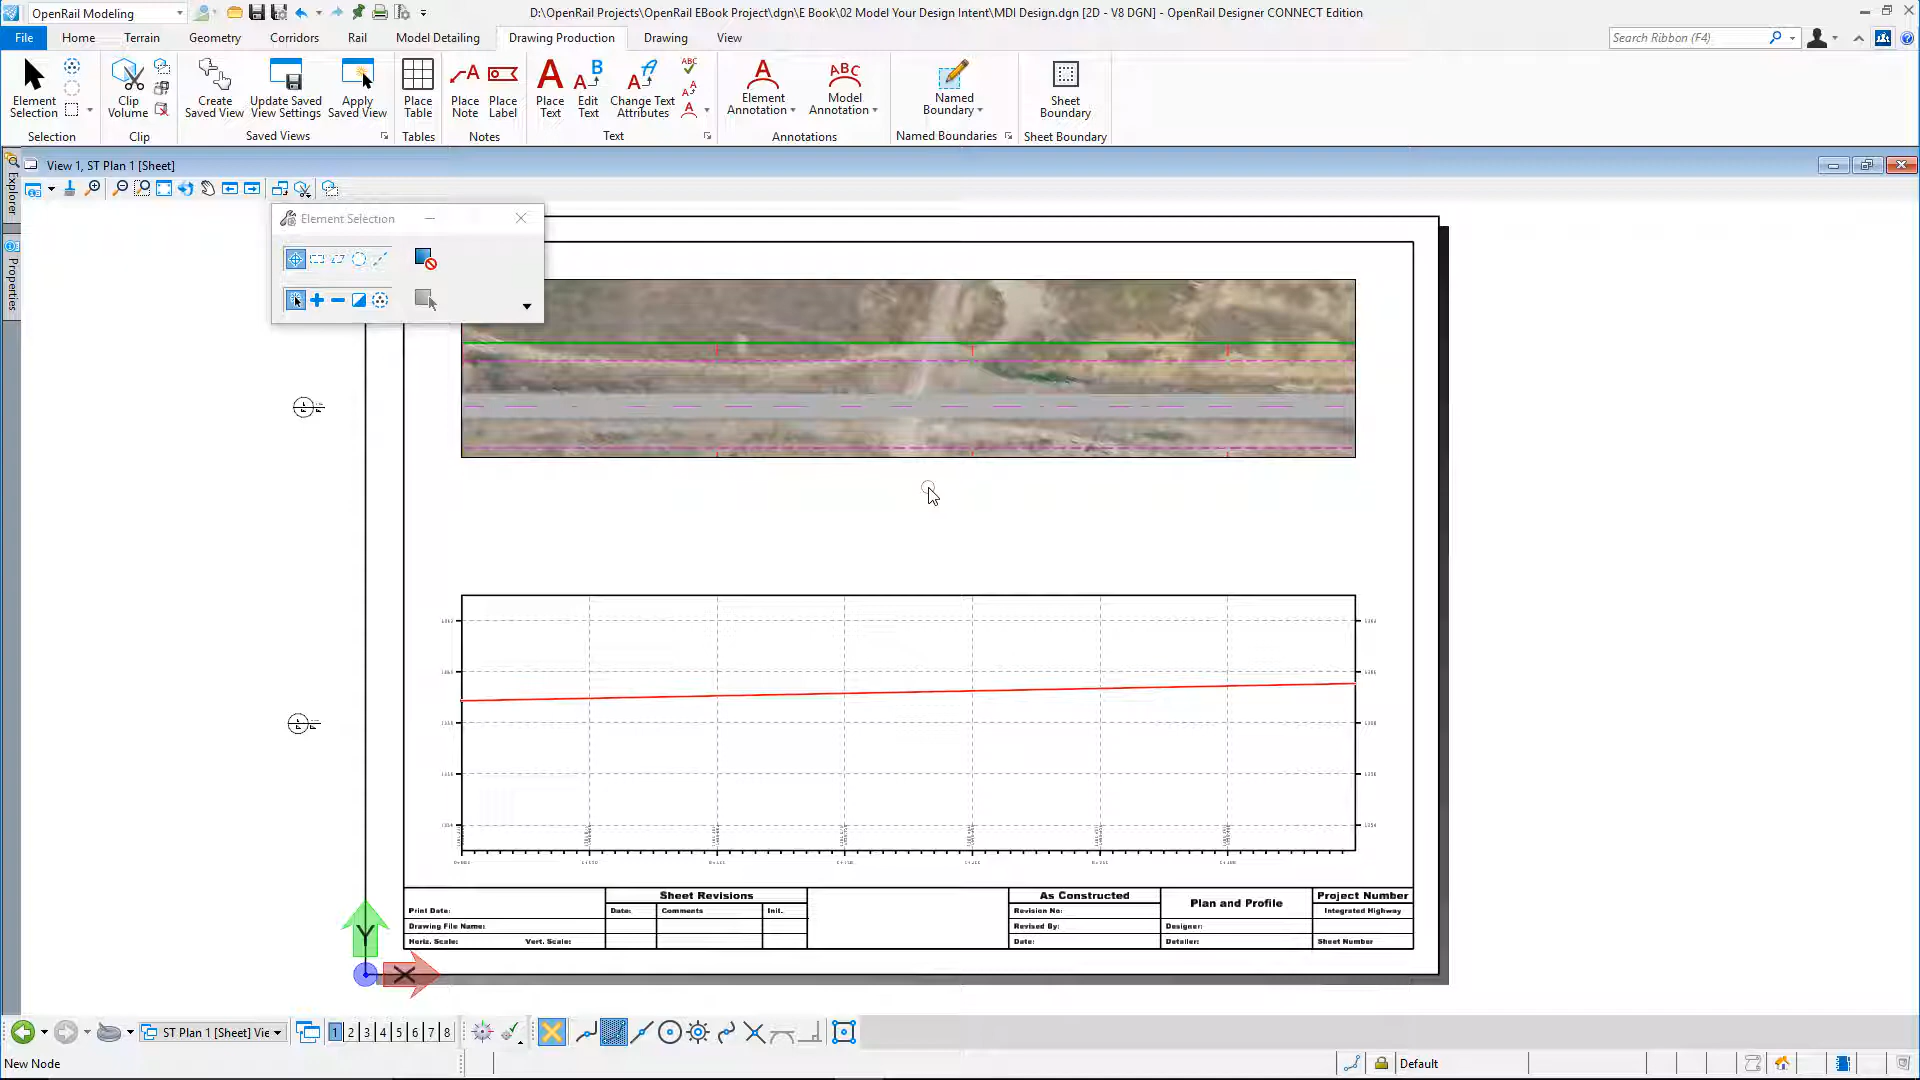 OpenRail Modeling
D:\OpenRail Projects\OpenRail EBook Project\dgn\E Book\02 Model Your Design Intent\MDI Design.dgn [2D - V8 DGN] - OpenRail Designer CONNECT Edition
File Home Terrain Geometry Corridors Rail Model Detailing Drawing Production Drawing View
Search Ribbon (F4)
Element Selection
Clip Volume
Create Saved View
Update Saved View Settings
Apply Saved View
Place Table
Place Note
Place Label
Place Text
Edit Text
Change Text Attributes
Element Annotation
Model Annotation
Named Boundary
Sheet Boundary
Selection Clip Saved Views Tables Notes Text Annotations Named Boundaries Sheet Boundary
View 1, ST Plan 1 [Sheet]
Explorer
Properties
Element Selection
Sheet Revisions
As Constructed
Plan and Profile
Project Number
Print Date:
Date: Comments Init.
Revision No:
Integrated Highway
Drawing File Name:
Revised By:
Designer:
Horiz. Scale: Vert. Scale:
Date:
Detailer:
Sheet Number
Y
X
ST Plan 1 [Sheet] Vie
1 2 3 4 5 6 7 8
New Node
Default